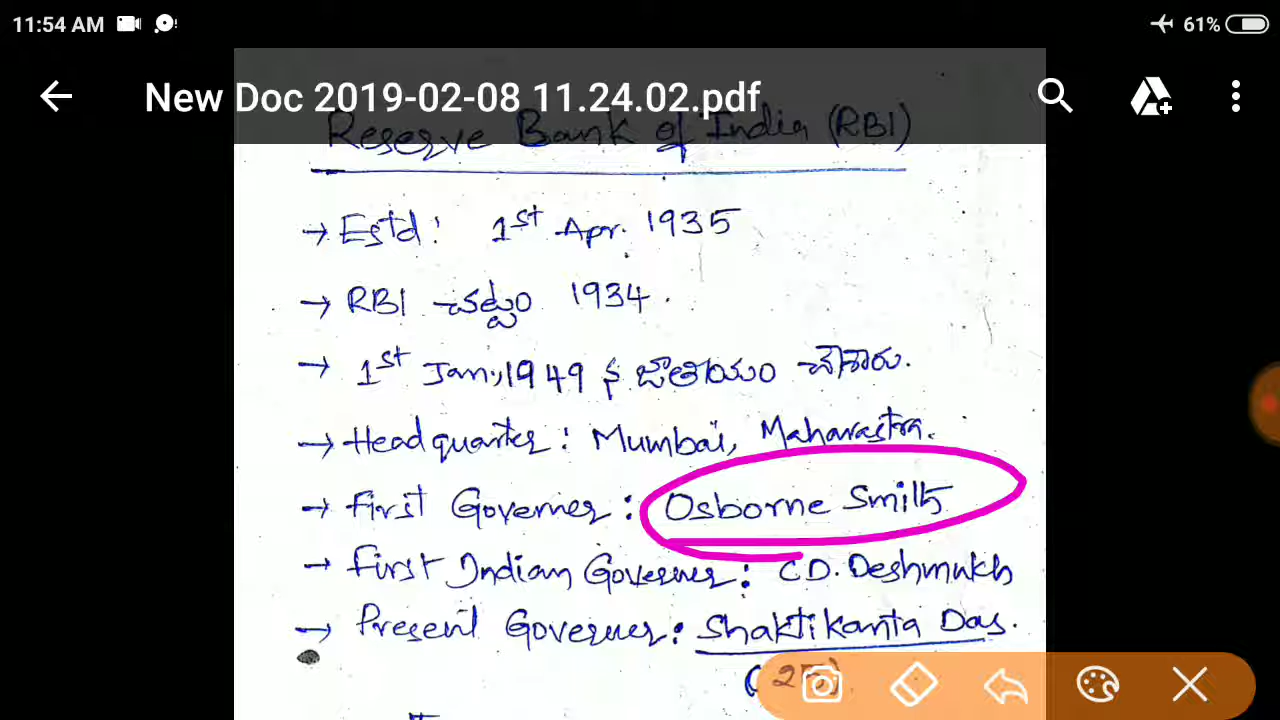 11:54 AM
61%
New Doc 2019-02-08 11.24.02.pdf
Reserve Bank of India (RBI)
→ Estd: 1st Apr. 1935
→ RBI చట్టం 1934.
→ 1st Jan, 1949 న జాతీయం చేశారు.
→ Headquarter: Mumbai, Maharastra.
→ First Governer: Osborne Smith
→ First Indian Governer: CD. Deshmukh
→ Present Governer: Shaktikanta Das.
(25)